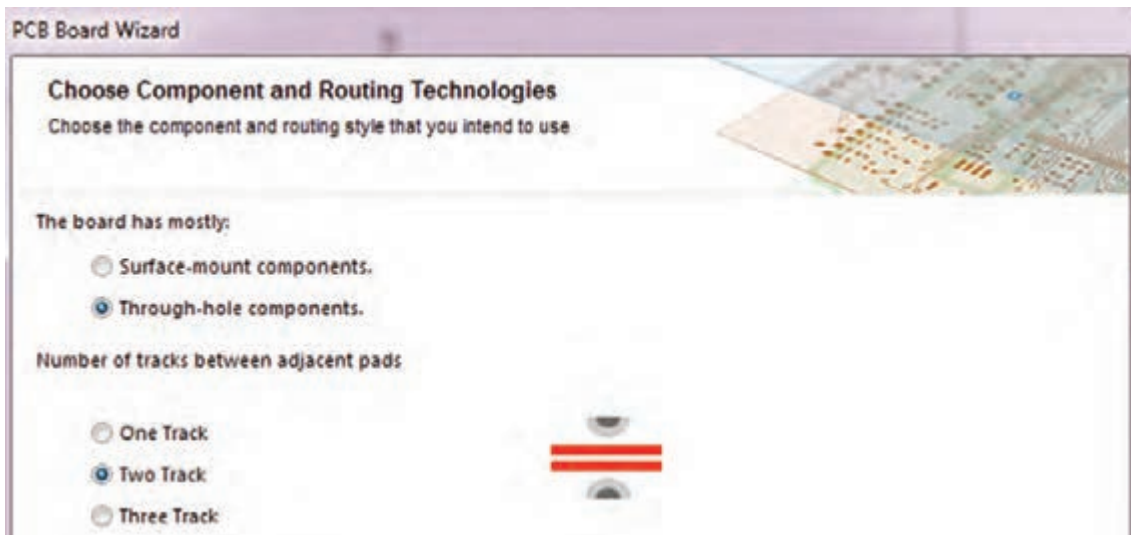 PCB Board Wizard
Choose Component and Routing Technologies
Choose the component and routing style that you intend to use
The board has mostly:
Surface-mount components.
Through-hole components.
Number of tracks between adjacent pads
One Track
Two Track
Three Track